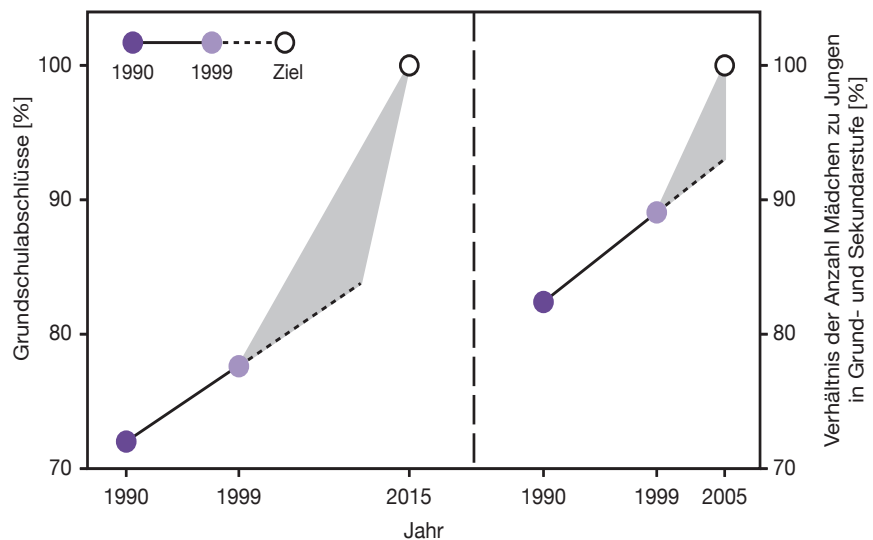 1990 1999 Ziel
Grundschulabschlüsse [%]
100
90
80
70
1990 1999 2015
1990 1999 2005
Jahr
100
90
80
70
Verhältnis der Anzahl Mädchen zu Jungen
in Grund- und Sekundarstufe [%]